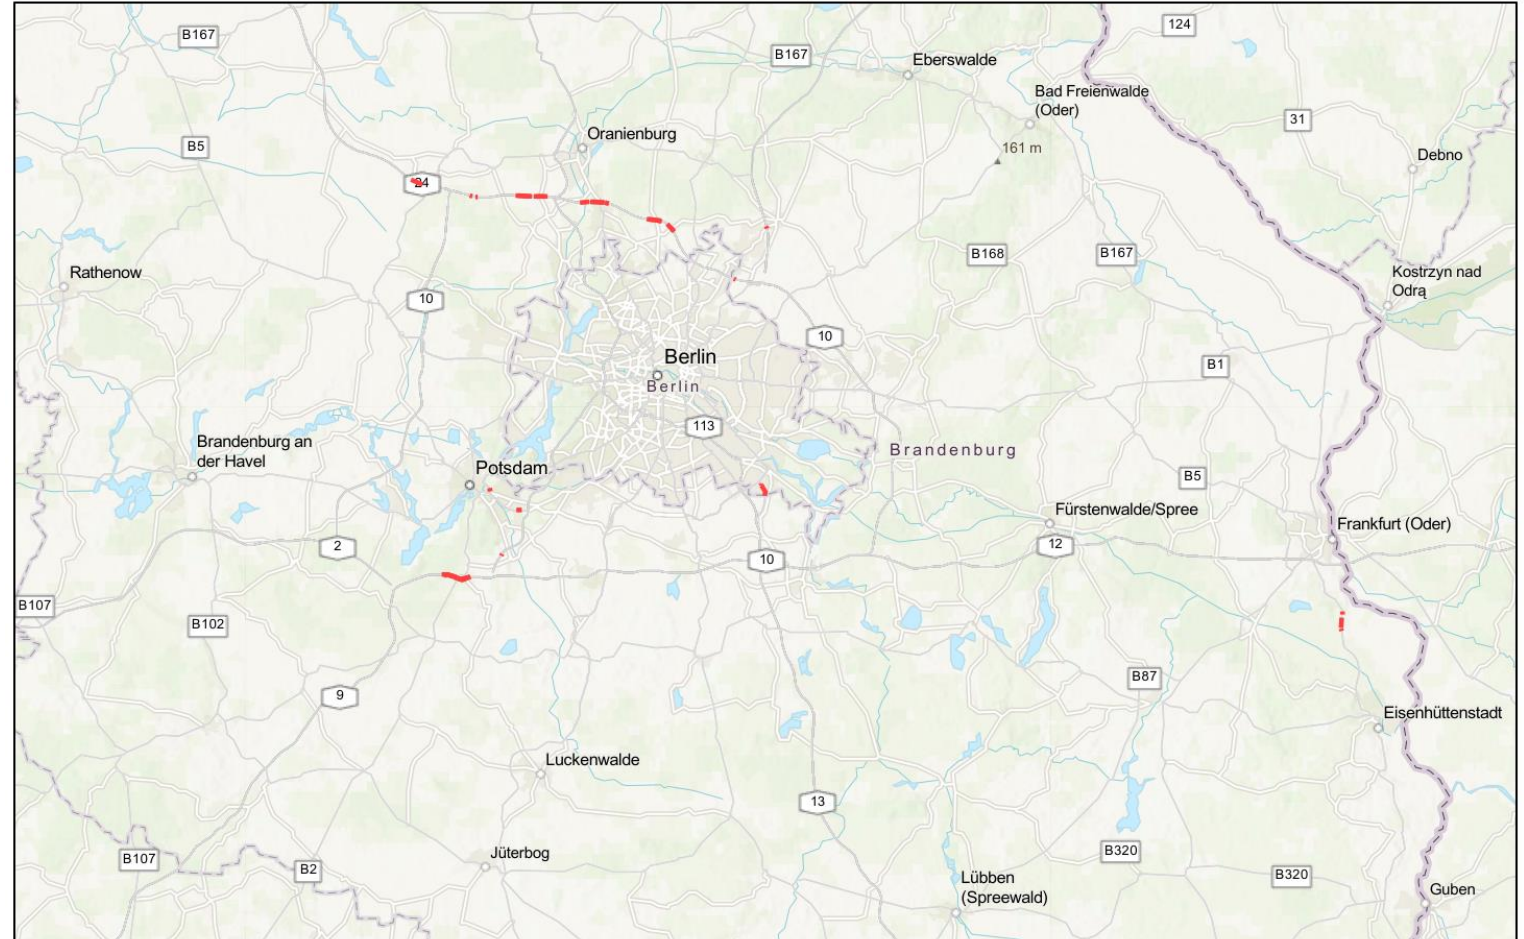 124
B167
B167
Eberswalde
Bad Freienwalde
(Oder)
31
Oranienburg
161 m
B5
Debno
24
B168
B167
Rathenow
Kostrzyn nad
Odrą
10
10
Berlin
B1
Berlin
113
Brandenburg an
der Havel
Brandenburg
Potsdam
B5
Fürstenwalde/Spree
Frankfurt (Oder)
2
12
10
B107
B102
B87
9
Eisenhüttenstadt
Luckenwalde
13
Jüterbog
B320
B107
B2
B320
Lübben
(Spreewald)
Guben